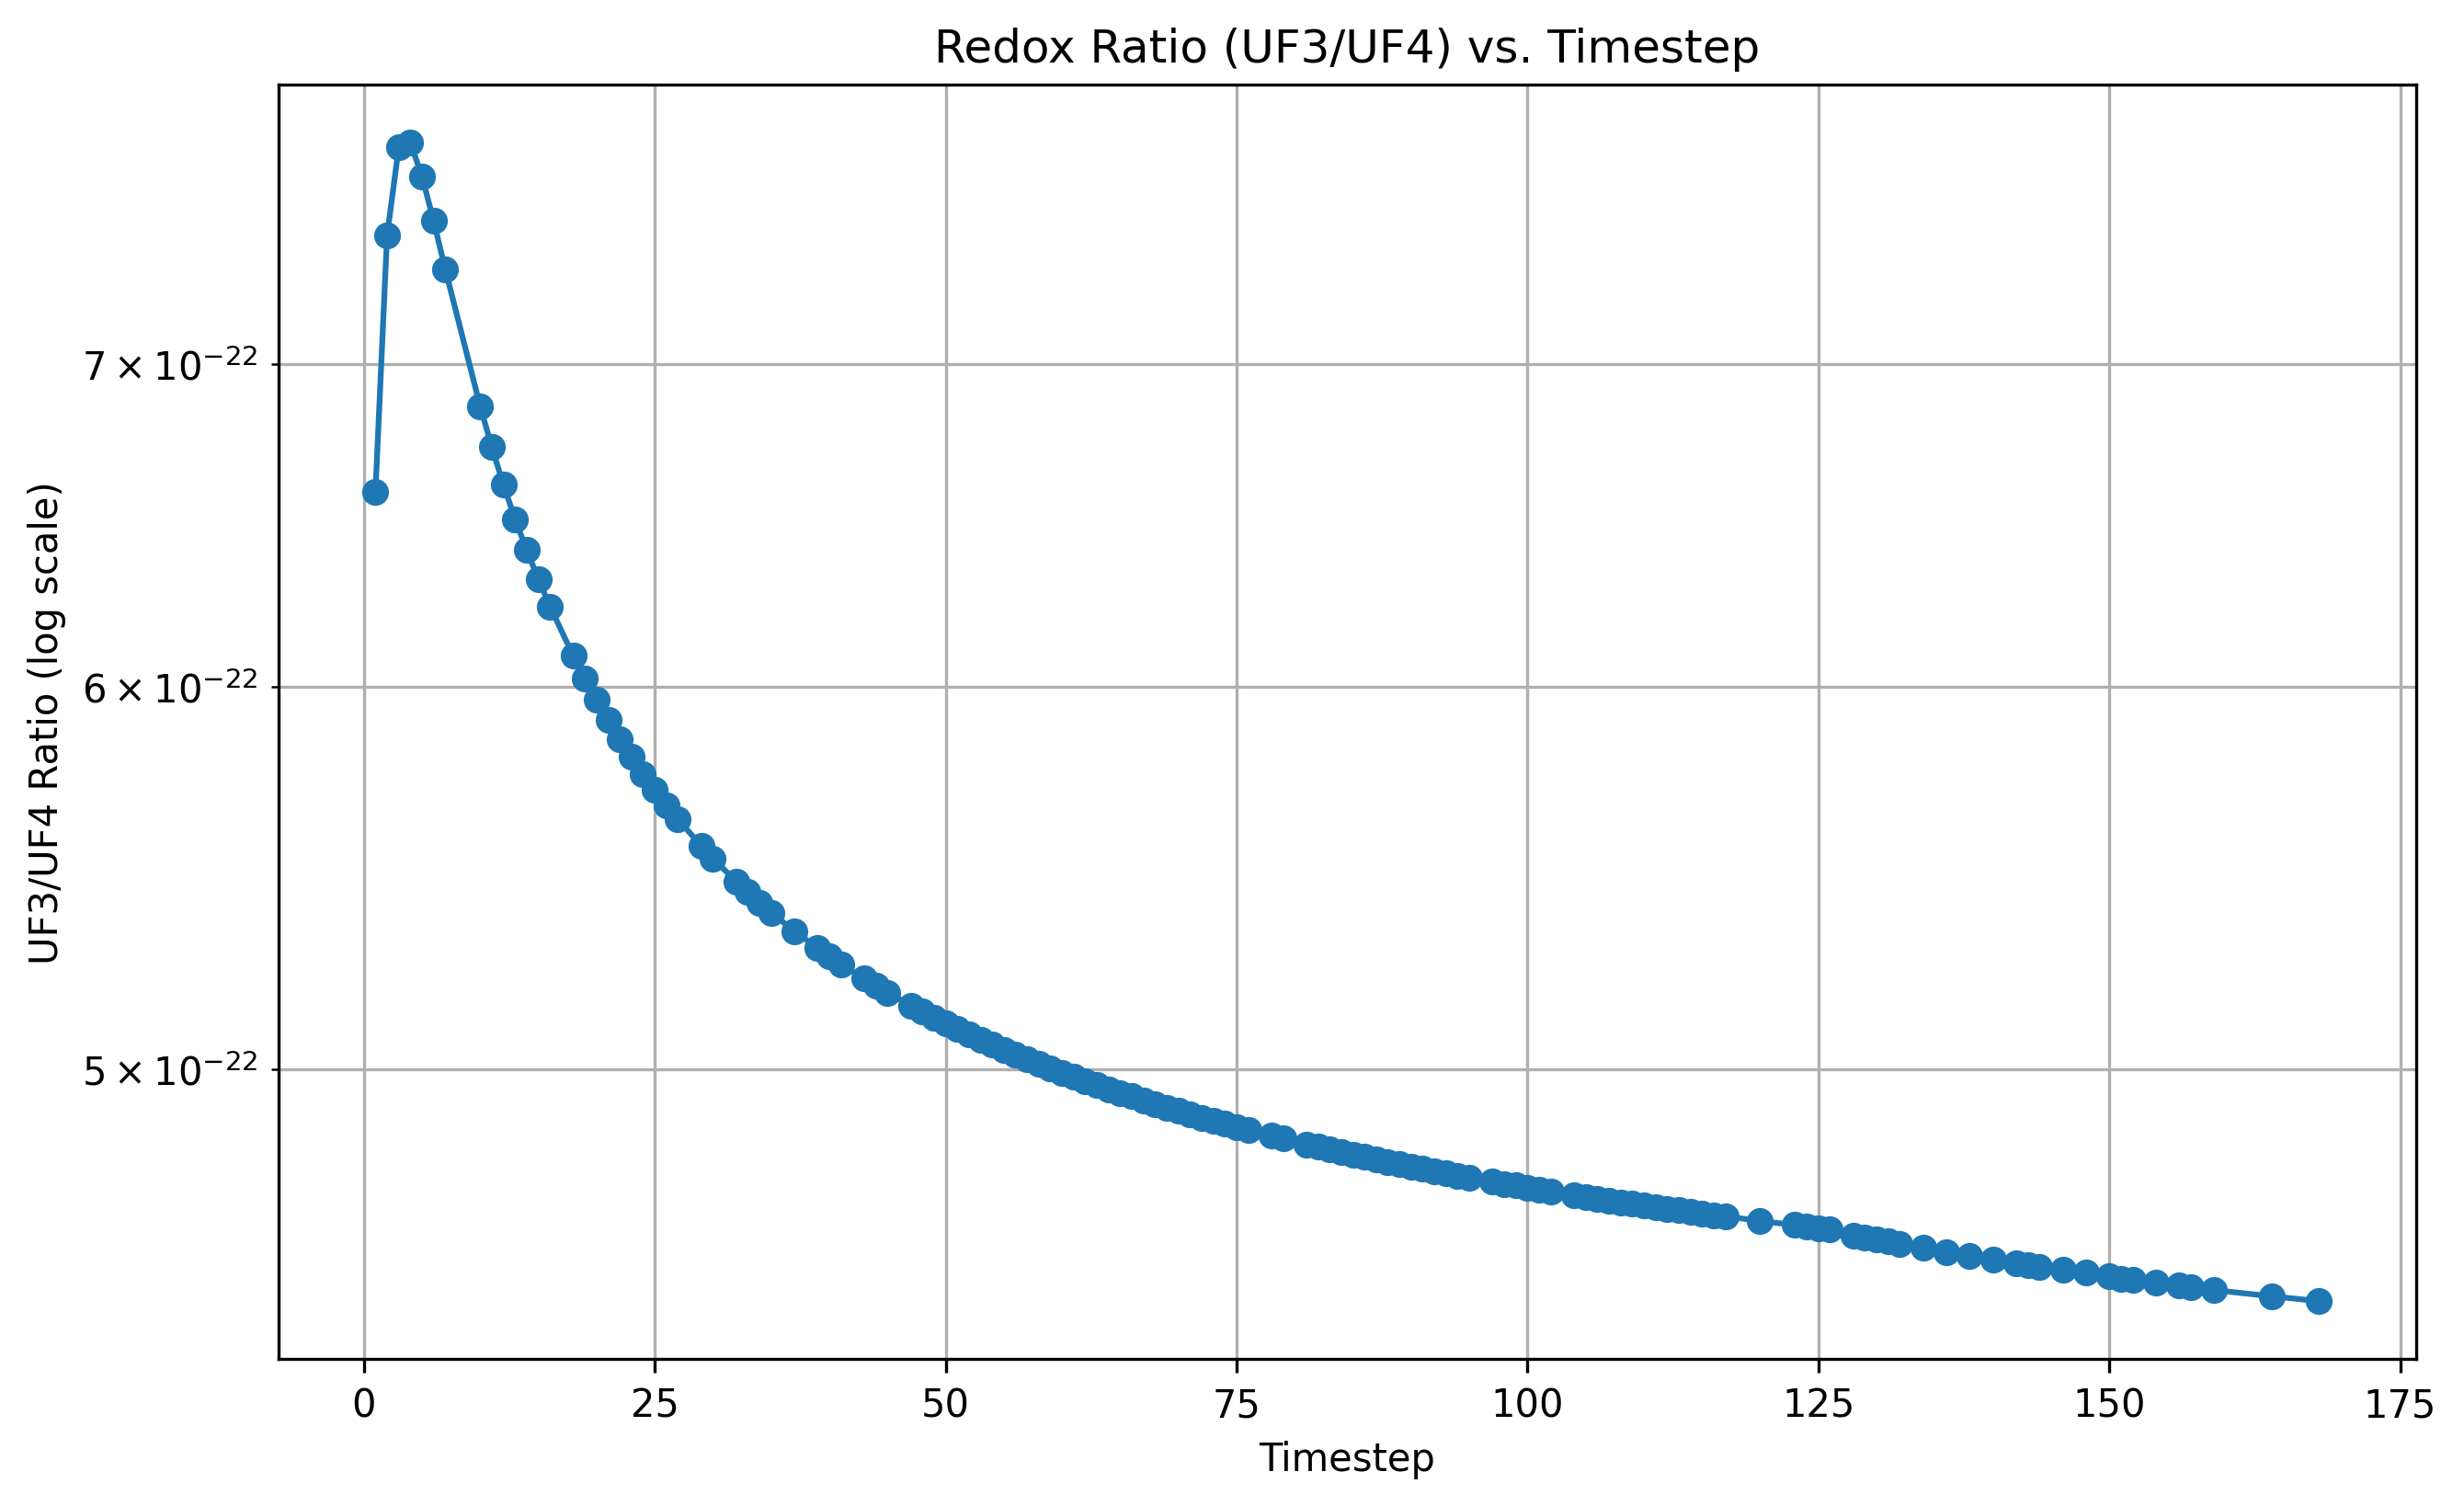 Redox Ratio (UF3/UF4) vs. Timestep
UF3/UF4 Ratio (log scale)
7 × 10⁻²²
6 × 10⁻²²
5 × 10⁻²²
0 25 50 75 100 125 150 175
Timestep